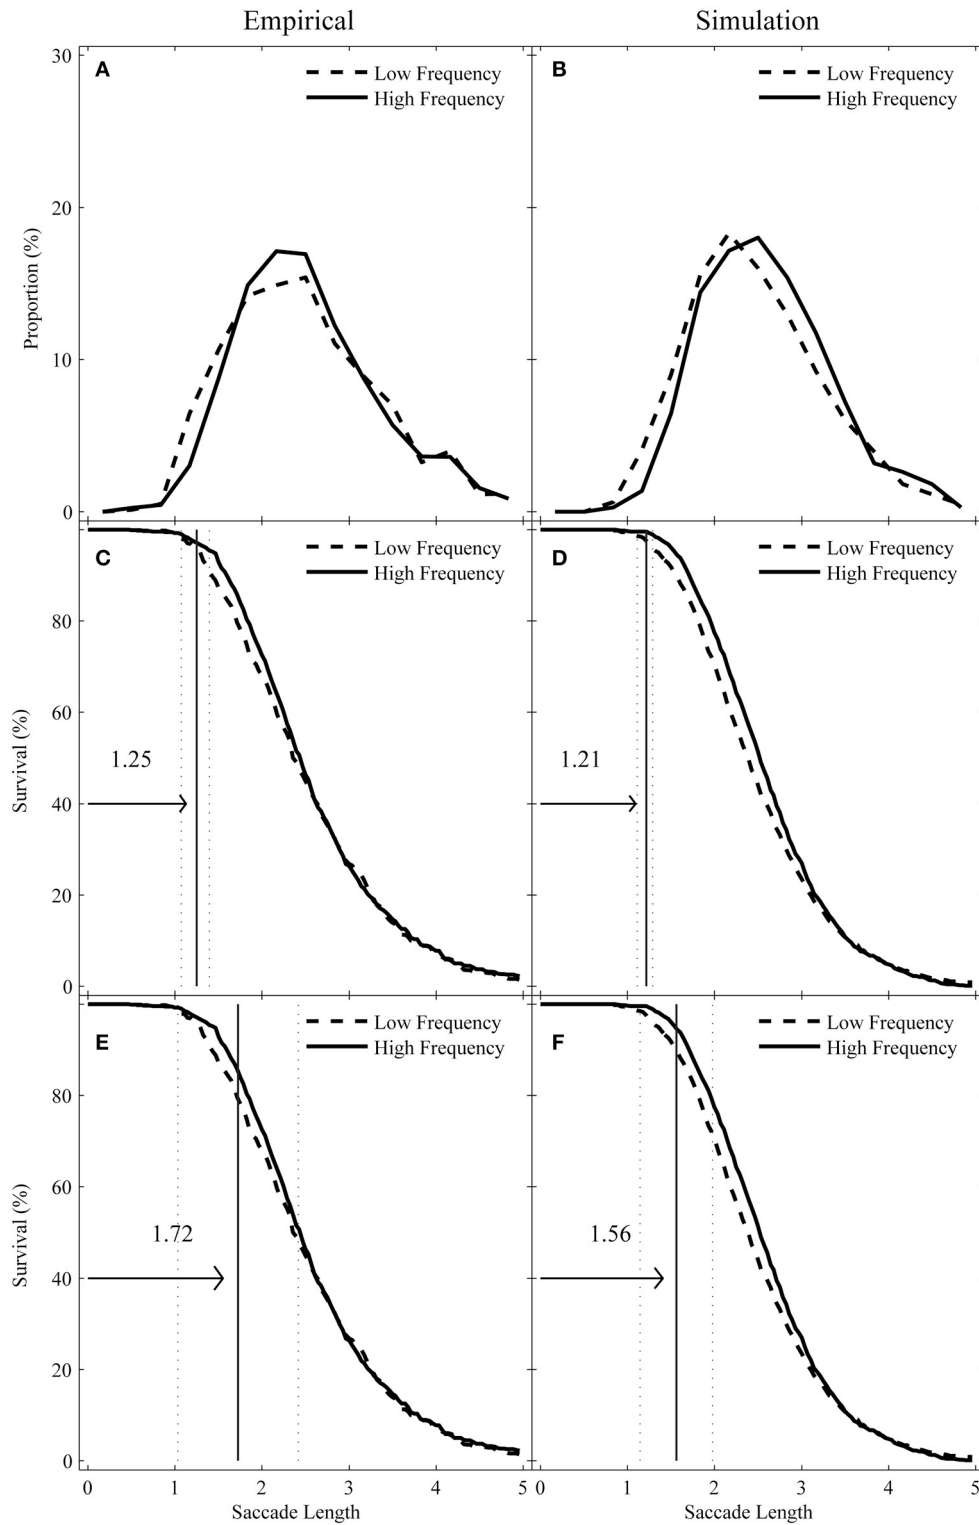 Empirical
Simulation
A
Low Frequency
High Frequency
B
Low Frequency
High Frequency
30
20
10
0
Proportion (%)
C
Low Frequency
High Frequency
1.25
D
Low Frequency
High Frequency
1.21
80
60
40
20
0
Survival (%)
E
Low Frequency
High Frequency
1.72
F
Low Frequency
High Frequency
1.56
80
60
40
20
0
Survival (%)
0 1 2 3 4 5
0 1 2 3 4 5
Saccade Length
Saccade Length